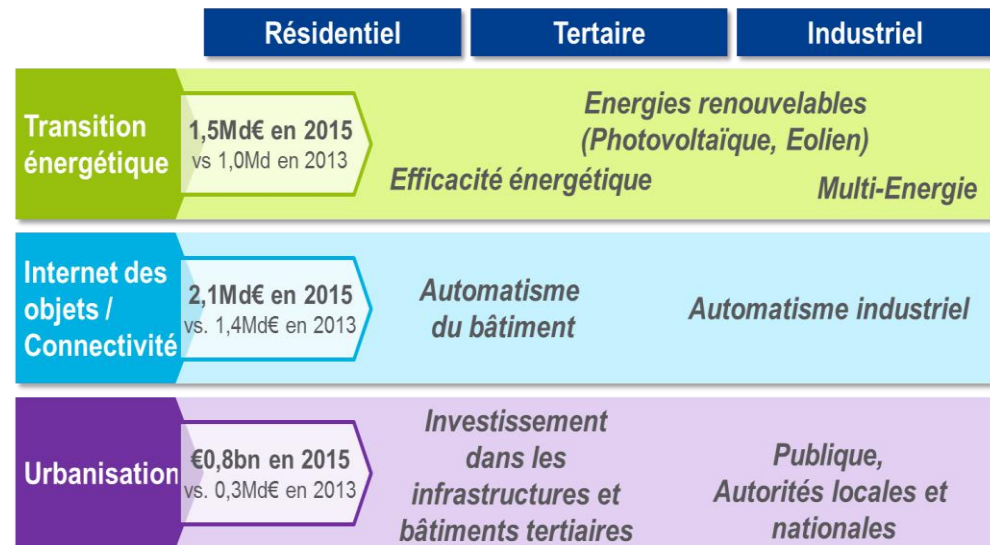 Résidentiel
Tertaire
Industriel
Transition
énergétique
1,5Md€ en 2015
vs 1,0Md en 2013
Energies renouvelables
(Photovoltaïque, Eolien)
Efficacité énergétique
Multi-Energie
Internet des
objets /
Connectivité
2,1Md€ en 2015
vs. 1,4Md€ en 2013
Automatisme
du bâtiment
Automatisme industriel
Urbanisation
€0,8bn en 2015
vs. 0,3Md€ en 2013
Investissement
dans les
infrastructures et
bâtiments tertiaires
Publique,
Autorités locales et
nationales